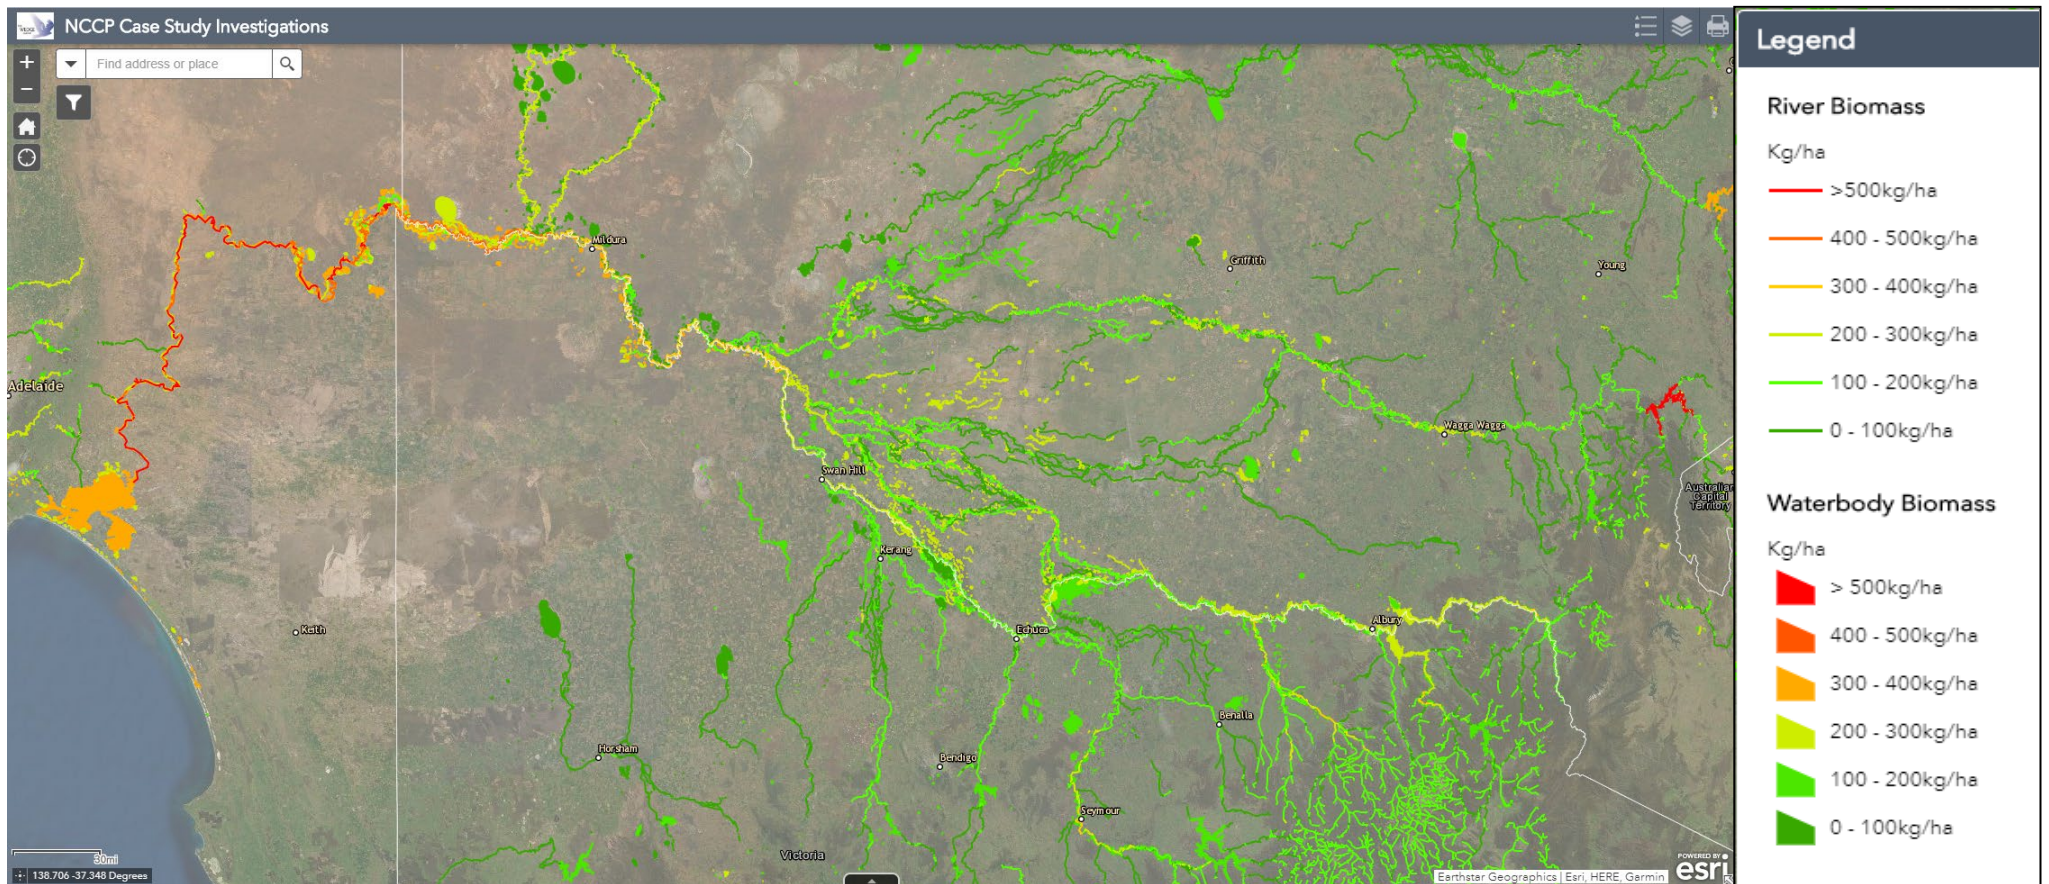 NCCP Case Study Investigations
Find address or place
Legend
River Biomass
Kg/ha
>500kg/ha
400 - 500kg/ha
300 - 400kg/ha
200 - 300kg/ha
100 - 200kg/ha
0 - 100kg/ha
Waterbody Biomass
Kg/ha
> 500kg/ha
400 - 500kg/ha
300 - 400kg/ha
200 - 300kg/ha
100 - 200kg/ha
0 - 100kg/ha
Mildura
Griffith
Young
Adelaide
Wagga Wagga
Swan Hill
Australian
Capital
Territory
Kerang
Keith
Echuca
Albury
Benalla
Horsham
Bendigo
Seymour
Victoria
30mi
138.706 -37.348 Degrees
POWERED BY
esri
Earthstar Geographics | Esri, HERE, Garmin